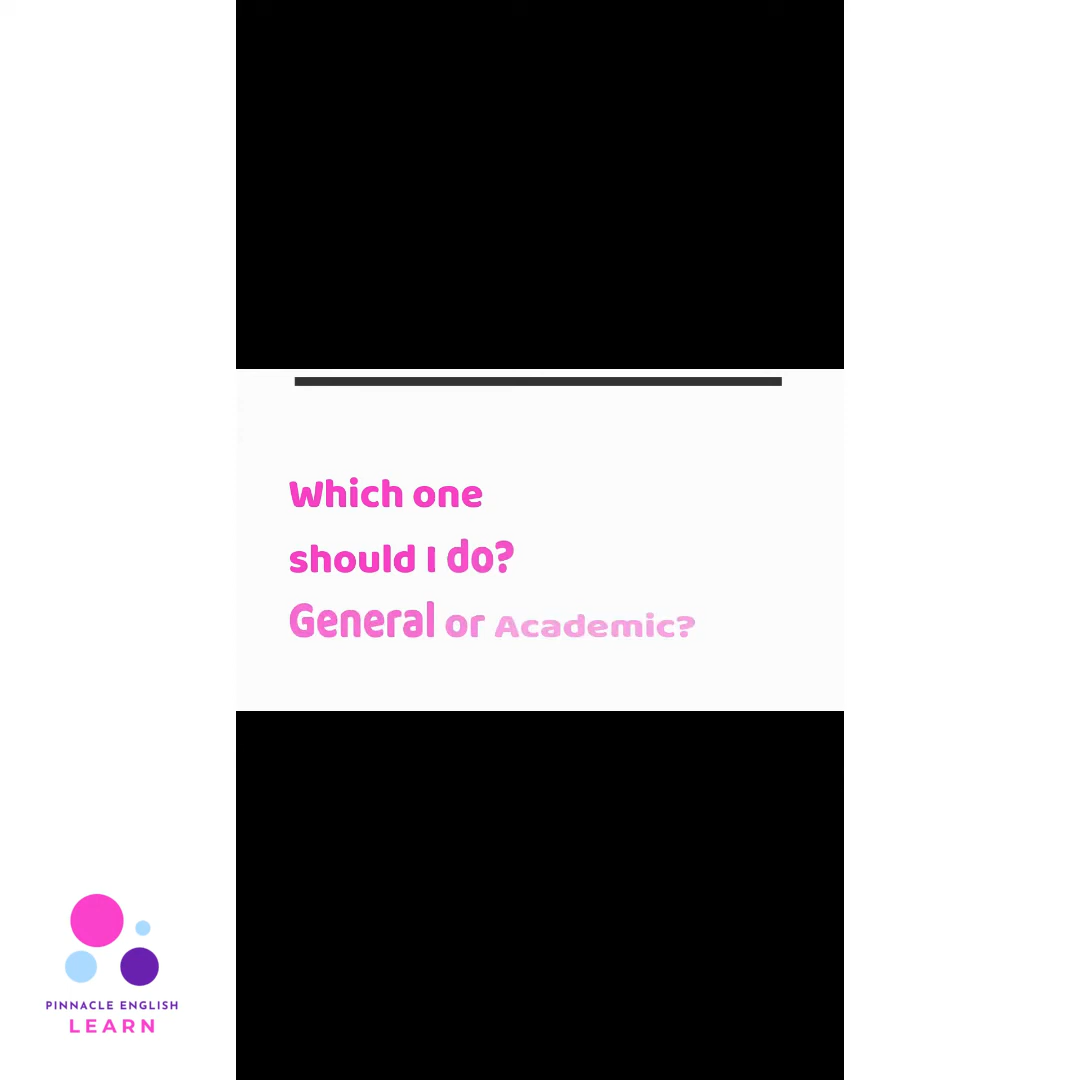 Which one
should I do?
General or Academic?
PINNACLE ENGLISH
LEARN